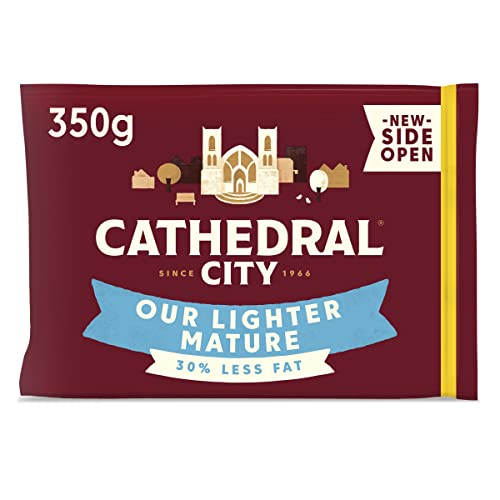 350g
-NEW-
SIDE
OPEN
CATHEDRAL®
SINCE CITY 1966
OUR LIGHTER
MATURE
30% LESS FAT